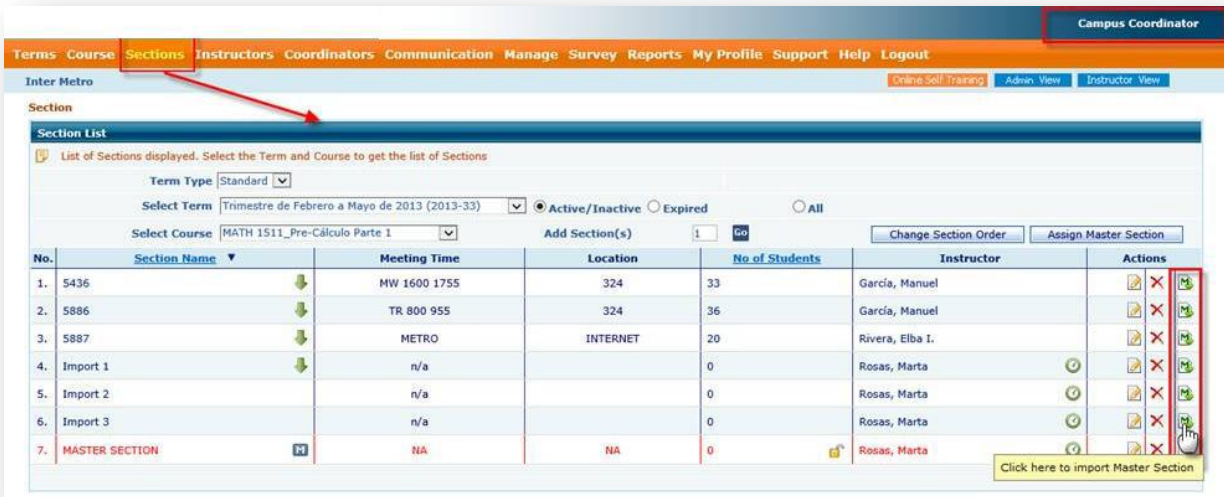 Campus Coordinator
Terms Course Sections Instructors Coordinators Communication Manage Survey Reports My Profile Support Help Logout
Inter Metro Online Self Training Admin View Instructor View
Section
Section List
List of Sections displayed. Select the Term and Course to get the list of Sections
Term Type Standard
Select Term Trimestre de Febrero a Mayo de 2013 (2013-33) Active/Inactive Expired All
Select Course MATH 1511_Pre-Cálculo Parte 1 Add Section(s) 1 Go Change Section Order Assign Master Section
No. Section Name Meeting Time Location No of Students Instructor Actions
1. 5436 MW 1600 1755 324 33 García, Manuel M
2. 5886 TR 800 955 324 36 García, Manuel M
3. 5887 METRO INTERNET 20 Rivera, Elba I. M
4. Import 1 n/a 0 Rosas, Marta M
5. Import 2 n/a 0 Rosas, Marta M
6. Import 3 n/a 0 Rosas, Marta M
7. MASTER SECTION M NA NA 0 Rosas, Marta
Click here to import Master Section